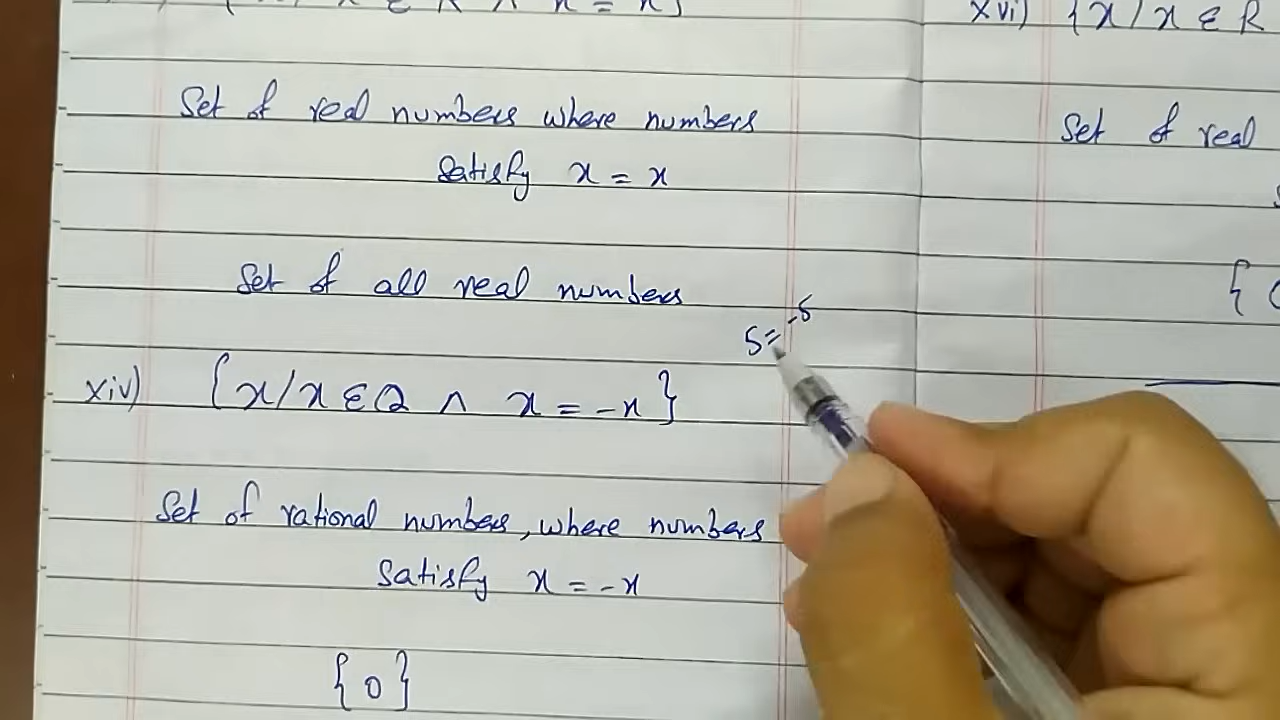 xvi) {x/x ∈ R
Set of real numbers where numbers
satisfy x = x
Set of all real numbers
5 = -5
xiv) {x/x ∈ Q ∧ x = -x}
Set of rational numbers, where numbers
satisfy x = -x
{0}
Set of real
{